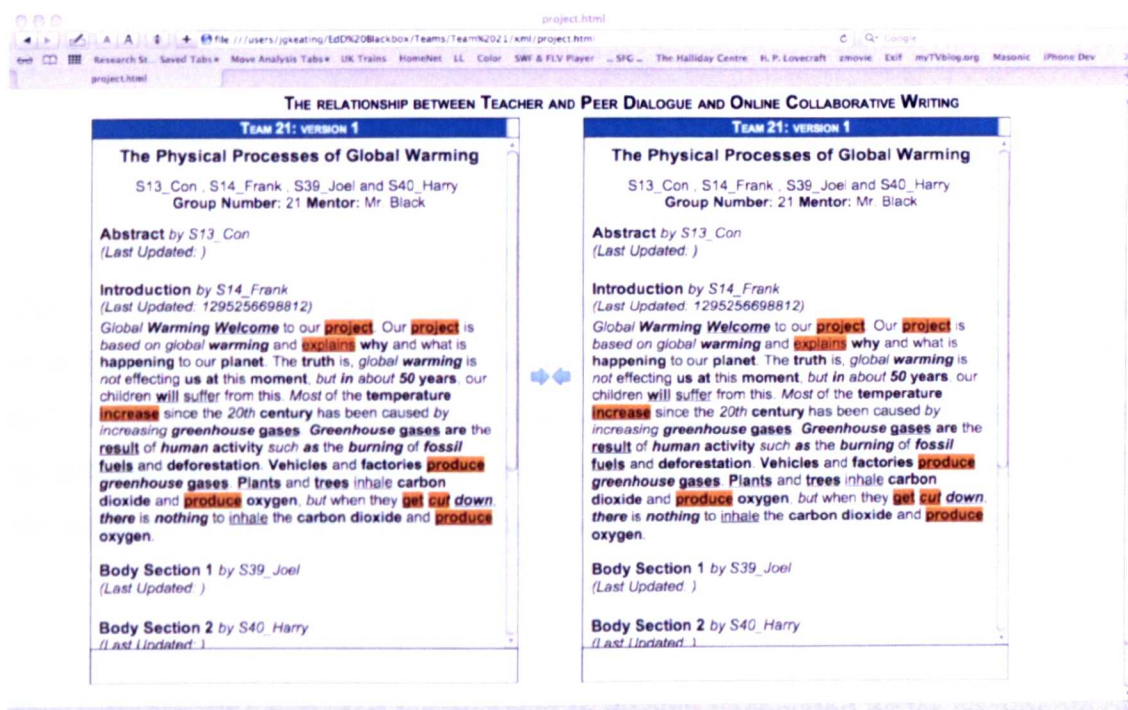 project.html
A A + file:///users/jgkeating/EdD%20Blackbox/Teams/Team%2021/xml/project.html C Q- Google
Research St... Saved Tabs Move Analysis Tabs UK Trains HomeNet LL Color SWF & FLV Player _SFG_ The Halliday Centre H. P. Lovecraft zmovie Exif myTVblog.org Masonic iPhone Dev
project.html
THE RELATIONSHIP BETWEEN TEACHER AND PEER DIALOGUE AND ONLINE COLLABORATIVE WRITING
TEAM 21: VERSION 1
The Physical Processes of Global Warming
S13_Con , S14_Frank , S39_Joel and S40_Harry
Group Number: 21 Mentor: Mr. Black
Abstract by S13_Con
(Last Updated: )
Introduction by S14_Frank
(Last Updated: 1295256698812)
Global Warming Welcome to our project. Our project is
based on global warming and explains why and what is
happening to our planet. The truth is, global warming is
not effecting us at this moment, but in about 50 years, our
children will suffer from this. Most of the temperature
increase since the 20th century has been caused by
increasing greenhouse gases. Greenhouse gases are the
result of human activity such as the burning of fossil
fuels and deforestation. Vehicles and factories produce
greenhouse gases. Plants and trees inhale carbon
dioxide and produce oxygen, but when they get cut down,
there is nothing to inhale the carbon dioxide and produce
oxygen.
Body Section 1 by S39_Joel
(Last Updated: )
Body Section 2 by S40_Harry
(Last Updated: )
TEAM 21: VERSION 1
The Physical Processes of Global Warming
S13_Con , S14_Frank , S39_Joel and S40_Harry
Group Number: 21 Mentor: Mr. Black
Abstract by S13_Con
(Last Updated: )
Introduction by S14_Frank
(Last Updated: 1295256698812)
Global Warming Welcome to our project. Our project is
based on global warming and explains why and what is
happening to our planet. The truth is, global warming is
not effecting us at this moment, but in about 50 years, our
children will suffer from this. Most of the temperature
increase since the 20th century has been caused by
increasing greenhouse gases. Greenhouse gases are the
result of human activity such as the burning of fossil
fuels and deforestation. Vehicles and factories produce
greenhouse gases. Plants and trees inhale carbon
dioxide and produce oxygen, but when they get cut down,
there is nothing to inhale the carbon dioxide and produce
oxygen.
Body Section 1 by S39_Joel
(Last Updated: )
Body Section 2 by S40_Harry
(Last Updated: )